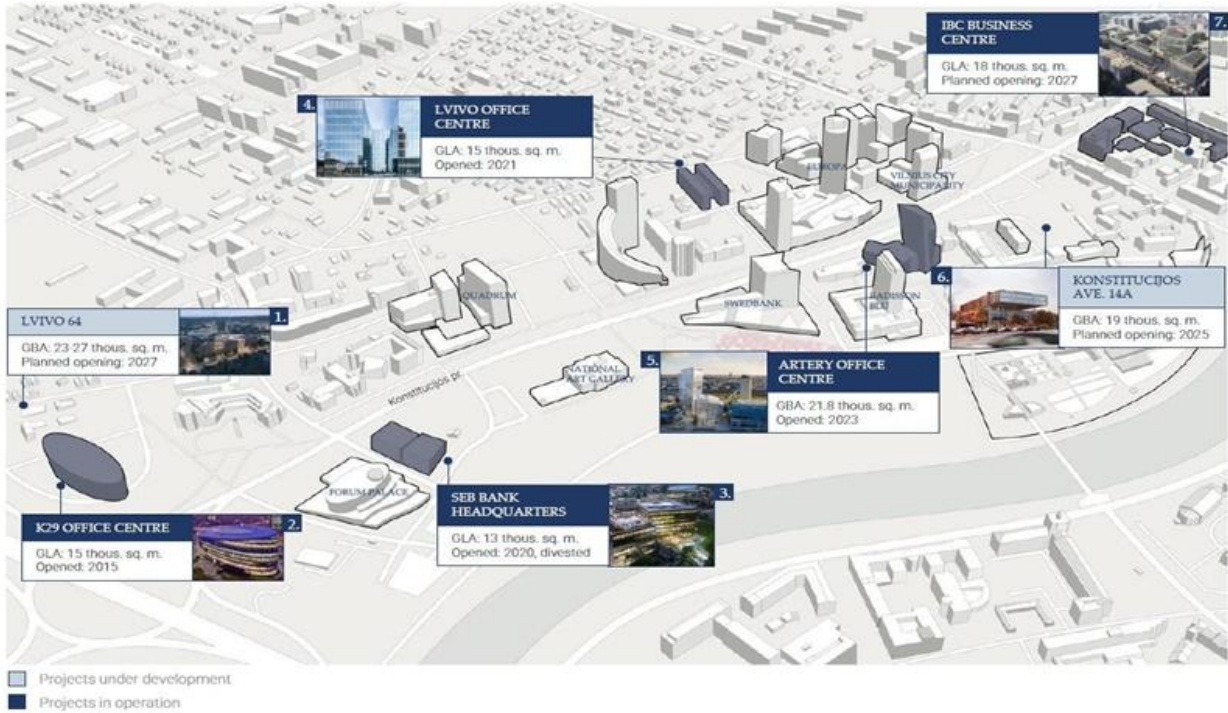 IBC BUSINESS
CENTRE
7.
GLA: 18 thous. sq. m.
Planned opening: 2027
4.
LVIVO OFFICE
CENTRE
GLA: 15 thous. sq. m.
Opened: 2021
EUROPA
VILNIUS CITY
MUNICIPALITY
6.
KONSTITUCIJOS
AVE. 14A
GBA: 19 thous. sq. m.
Planned opening: 2025
QUADRUM
SWEDBANK
RADISSON
BLU
LVIVO 64
1.
GBA: 23-27 thous. sq. m.
Planned opening: 2027
NATIONAL
ART GALLERY
Konstitucijos pr.
5.
ARTERY OFFICE
CENTRE
GBA: 21.8 thous. sq. m.
Opened: 2023
FORUM PALACE
SEB BANK
HEADQUARTERS
3.
GLA: 13 thous. sq. m.
Opened: 2020, divested
K29 OFFICE CENTRE
2.
GLA: 15 thous. sq. m.
Opened: 2015
Projects under development
Projects in operation